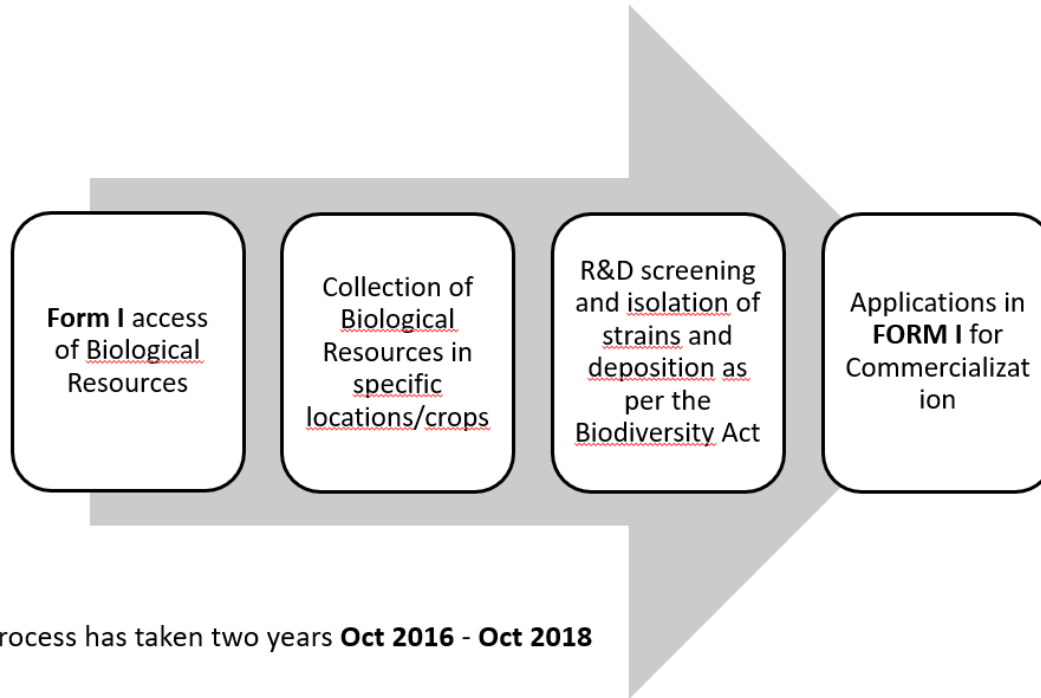 Form I access
of Biological
Resources
Collection of
Biological
Resources in
specific
locations/crops
R&D screening
and isolation of
strains and
deposition as
per the
Biodiversity Act
Applications in
FORM I for
Commercializat
ion
rocess has taken two years Oct 2016 - Oct 2018